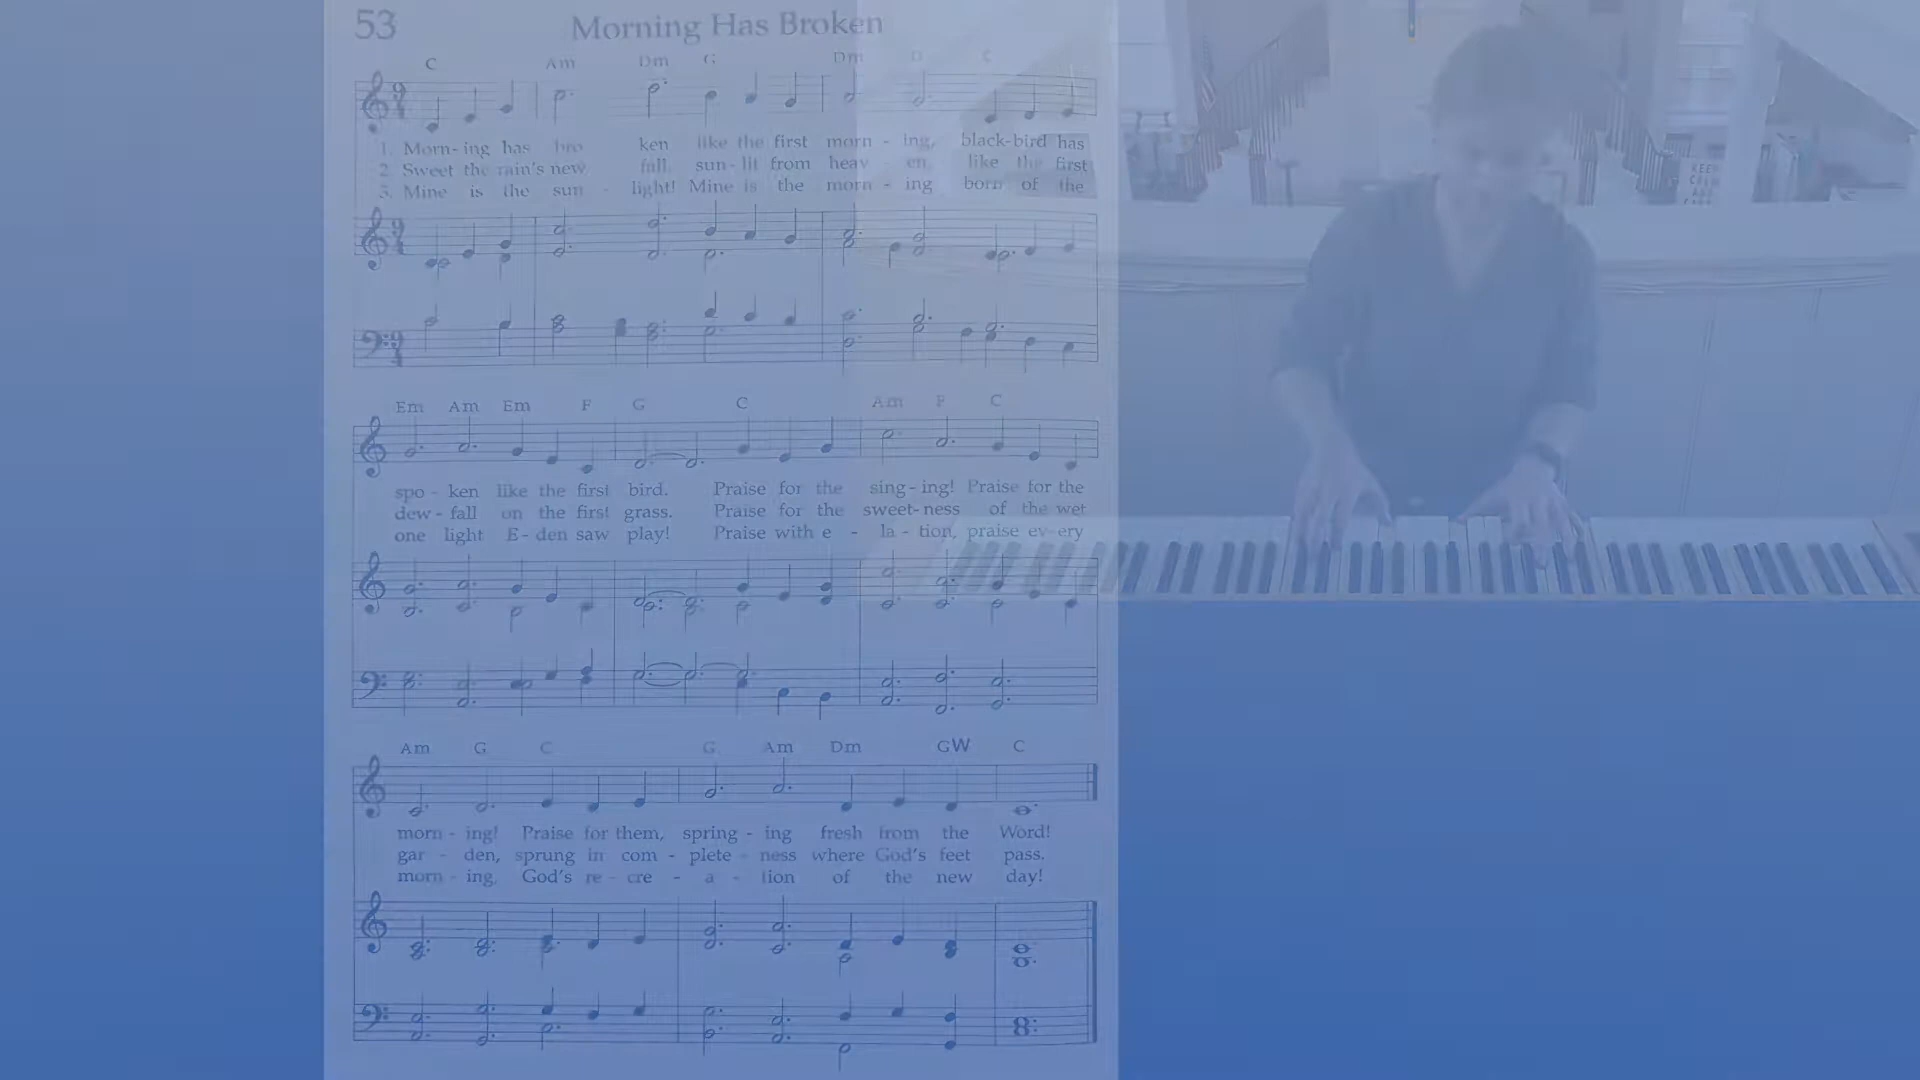 53 Morning Has Broken
C Am Dm G Dm D C
1. Morn-ing has bro ken like the first morn - ing, black-bird has
2. Sweet the rain's new fall, sun-lit from heav - en, like the first
3. Mine is the sun - light! Mine is the morn - ing born of the
Em Am Em F G C Am F C
spo - ken like the first bird. Praise for the sing-ing! Praise for the
dew - fall on the first grass. Praise for the sweet-ness of the wet
one light E-den saw play! Praise with e - la - tion, praise ev-ery
Am G C G Am Dm GW C
morn - ing! Praise for them, spring - ing fresh from the Word!
gar - den, sprung in com - plete - ness where God's feet pass.
morn - ing, God's re - cre - a - tion of the new day!
KEEP
CALM
AND